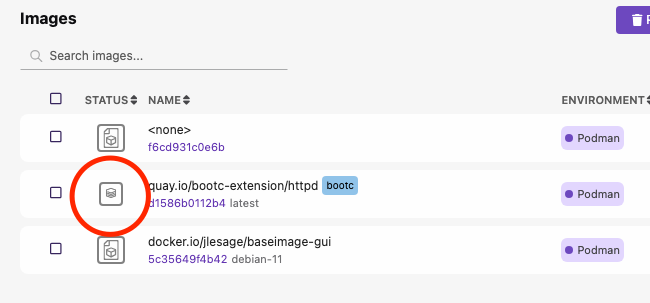 Images
Search images...
STATUS NAME ENVIRONMENT
<none>
f6cd931c0e6b
Podman
quay.io/bootc-extension/httpd bootc
d1586b0112b4 latest
Podman
docker.io/jlesage/baseimage-gui
5c35649f4b42 debian-11
Podman